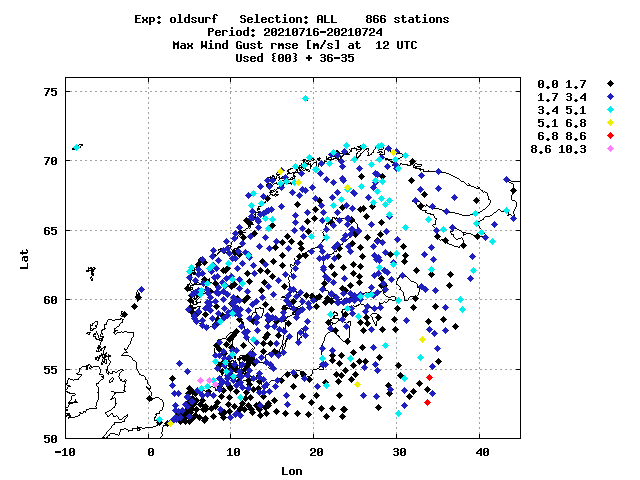 Exp: oldsurf Selection: ALL 866 stations
Period: 20210716-20210724
Max Wind Gust rmse [m/s] at 12 UTC
Used {00} + 36-35
0.0 1.7
1.7 3.4
3.4 5.1
5.1 6.8
6.8 8.6
8.6 10.3
75
70
65
60
55
50
Lat
-10 0 10 20 30 40
Lon